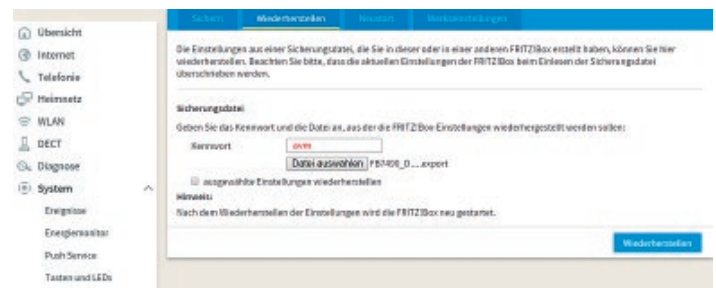 Sichern Wiederherstellen Neustart Werkseinstellungen
Übersicht
Internet
Telefonie
Heimnetz
WLAN
DECT
Diagnose
System
Ereignisse
Energiemonitor
Push Service
Tasten und LEDs
Die Einstellungen aus einer Sicherungsdatei, die Sie in dieser oder in einer anderen FRITZ!Box erstellt haben, können Sie hier
wiederherstellen. Beachten Sie bitte, dass die aktuellen Einstellungen der FRITZ!Box beim Einlesen der Sicherungsdatei
überschrieben werden.
Sicherungsdatei
Geben Sie das Kennwort und die Datei an, aus der die FRITZ!Box-Einstellungen wiederhergestellt werden sollen:
Kennwort avm
Datei auswählen FB7490_0....export
ausgewählte Einstellungen wiederherstellen
Hinweis:
Nach dem Wiederherstellen der Einstellungen wird die FRITZ!Box neu gestartet.
Wiederherstellen